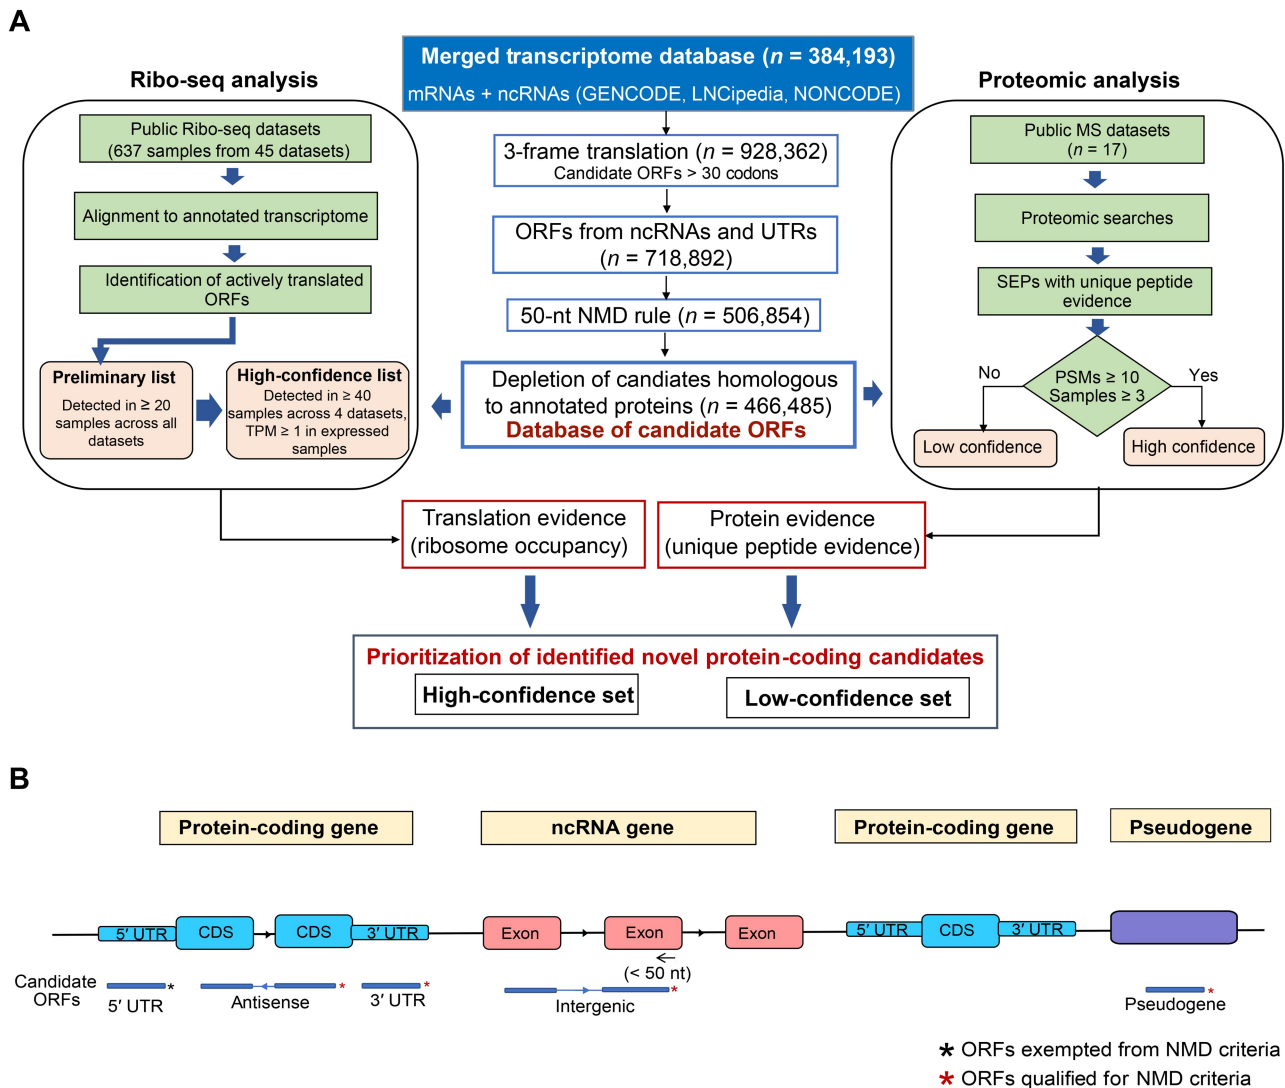 A
Merged transcriptome database (n = 384,193)
mRNAs + ncRNAs (GENCODE, LNCipedia, NONCODE)
Ribo-seq analysis
Public Ribo-seq datasets
(637 samples from 45 datasets)
Alignment to annotated transcriptome
Identification of actively translated
ORFs
Preliminary list
Detected in ≥ 20
samples across all
datasets
High-confidence list
Detected in ≥ 40
samples across 4 datasets,
TPM ≥ 1 in expressed
samples
3-frame translation (n = 928,362)
Candidate ORFs > 30 codons
ORFs from ncRNAs and UTRs
(n = 718,892)
50-nt NMD rule (n = 506,854)
Depletion of candiates homologous
to annotated proteins (n = 466,485)
Database of candidate ORFs
Proteomic analysis
Public MS datasets
(n = 17)
Proteomic searches
SEPs with unique peptide
evidence
No
PSMs ≥ 10
Samples ≥ 3
Yes
Low confidence
High confidence
Translation evidence
(ribosome occupancy)
Protein evidence
(unique peptide evidence)
Prioritization of identified novel protein-coding candidates
High-confidence set
Low-confidence set
B
Protein-coding gene
ncRNA gene
Protein-coding gene
Pseudogene
5′ UTR
CDS
CDS
3′ UTR
Exon
Exon
Exon
5′ UTR
CDS
3′ UTR
(< 50 nt)
Candidate
ORFs
5′ UTR
*
Antisense
*
3′ UTR
*
Intergenic
*
Pseudogene
*
* ORFs exempted from NMD criteria
* ORFs qualified for NMD criteria